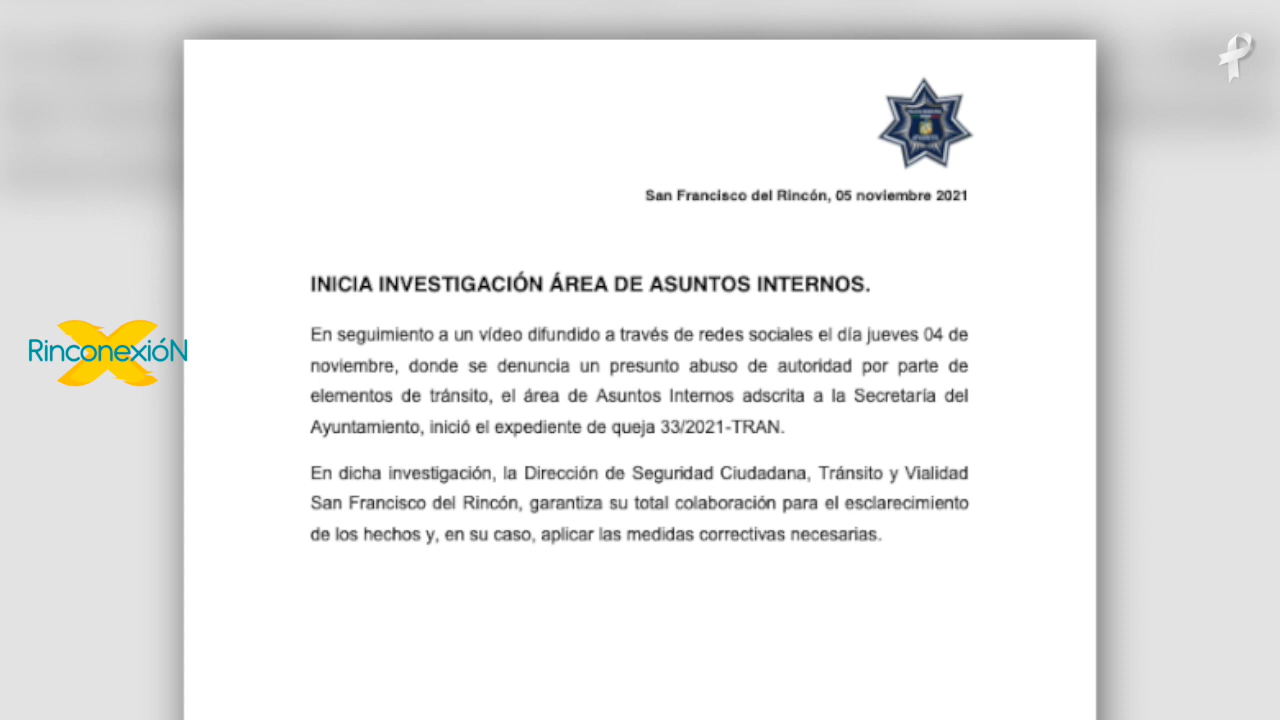 San Francisco del Rincón, 05 noviembre 2021
INICIA INVESTIGACIÓN ÁREA DE ASUNTOS INTERNOS.
En seguimiento a un vídeo difundido a través de redes sociales el día jueves 04 de
noviembre, donde se denuncia un presunto abuso de autoridad por parte de
elementos de tránsito, el área de Asuntos Internos adscrita a la Secretaría del
Ayuntamiento, inició el expediente de queja 33/2021-TRAN.
RinconexióN
En dicha investigación, la Dirección de Seguridad Ciudadana, Tránsito y Vialidad
San Francisco del Rincón, garantiza su total colaboración para el esclarecimiento
de los hechos y, en su caso, aplicar las medidas correctivas necesarias.